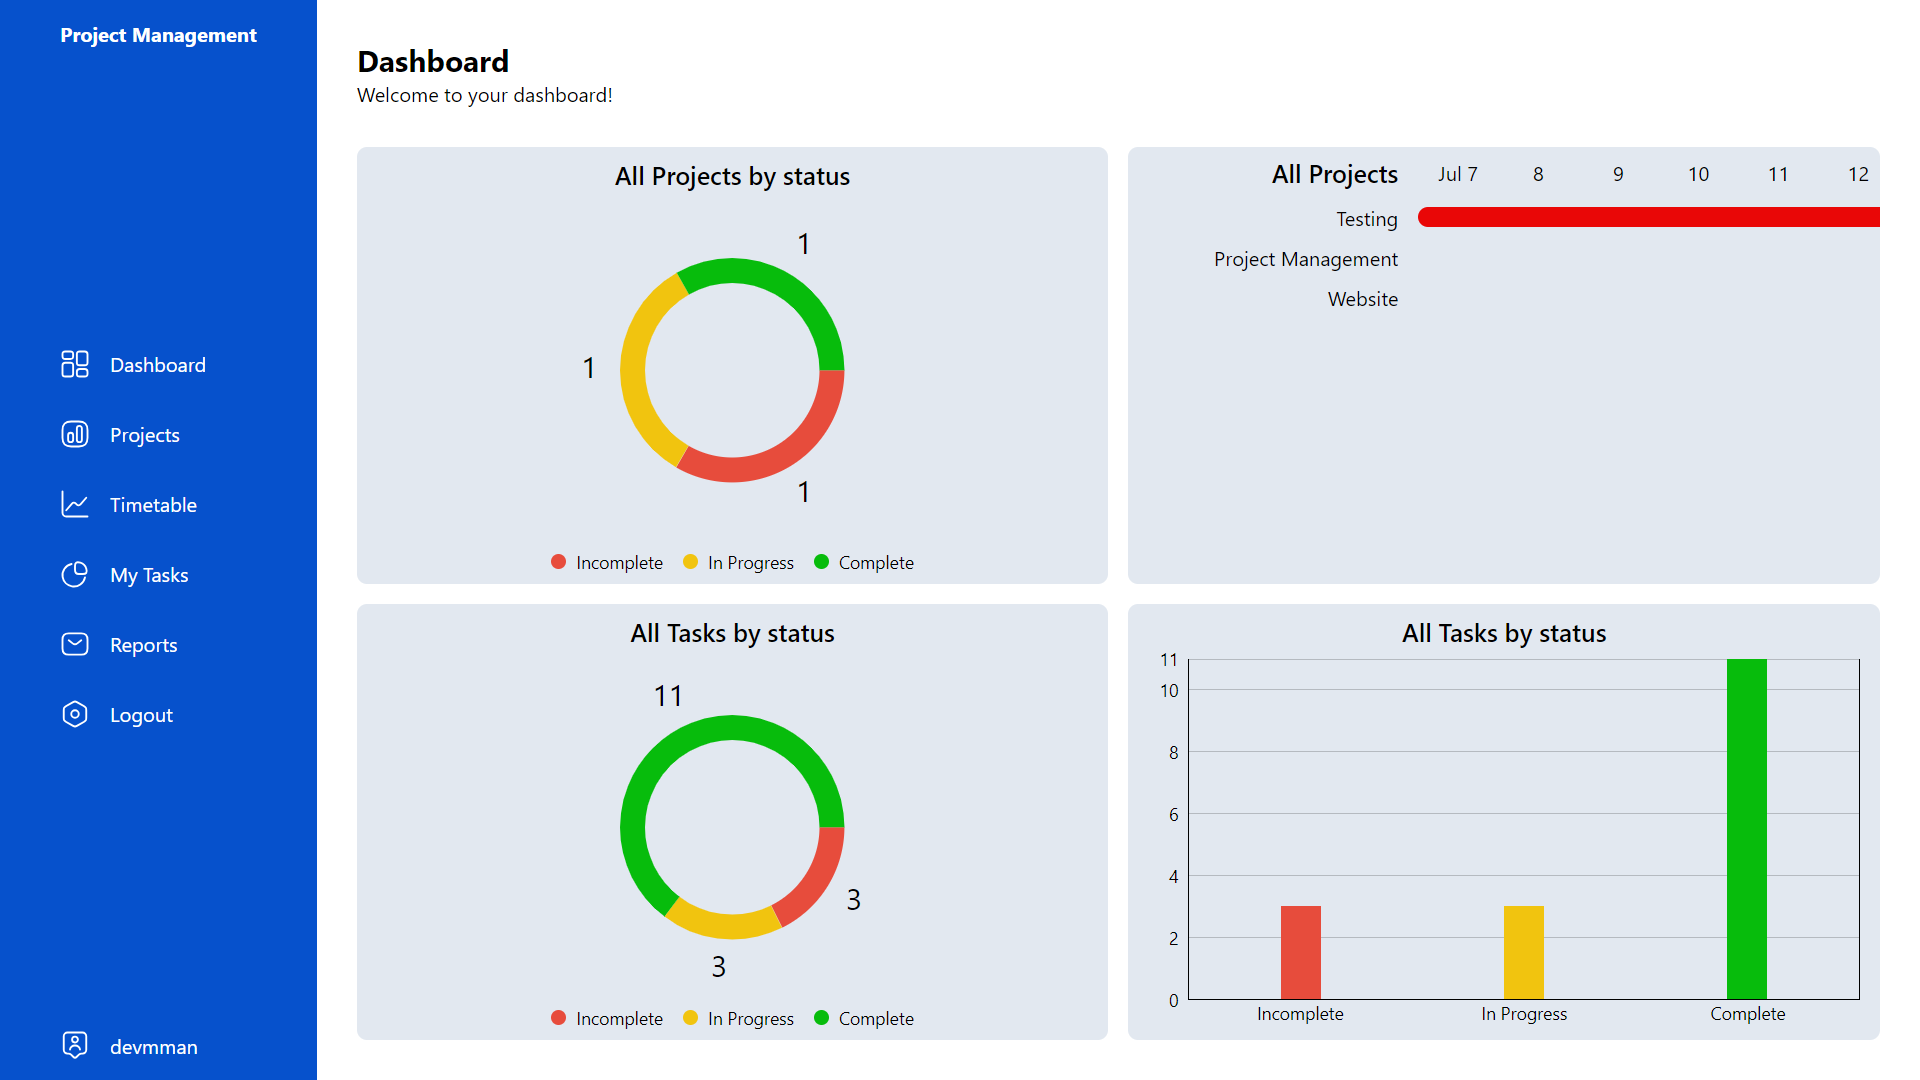 Project Management
Dashboard
Projects
Timetable
My Tasks
Reports
Logout
devmman
Dashboard
Welcome to your dashboard!
All Projects by status
1
1
1
Incomplete In Progress Complete
All Projects Jul 7 8 9 10 11 12
Testing
Project Management
Website
All Tasks by status
11
3
3
Incomplete In Progress Complete
All Tasks by status
11
10
8
6
4
2
0
Incomplete In Progress Complete